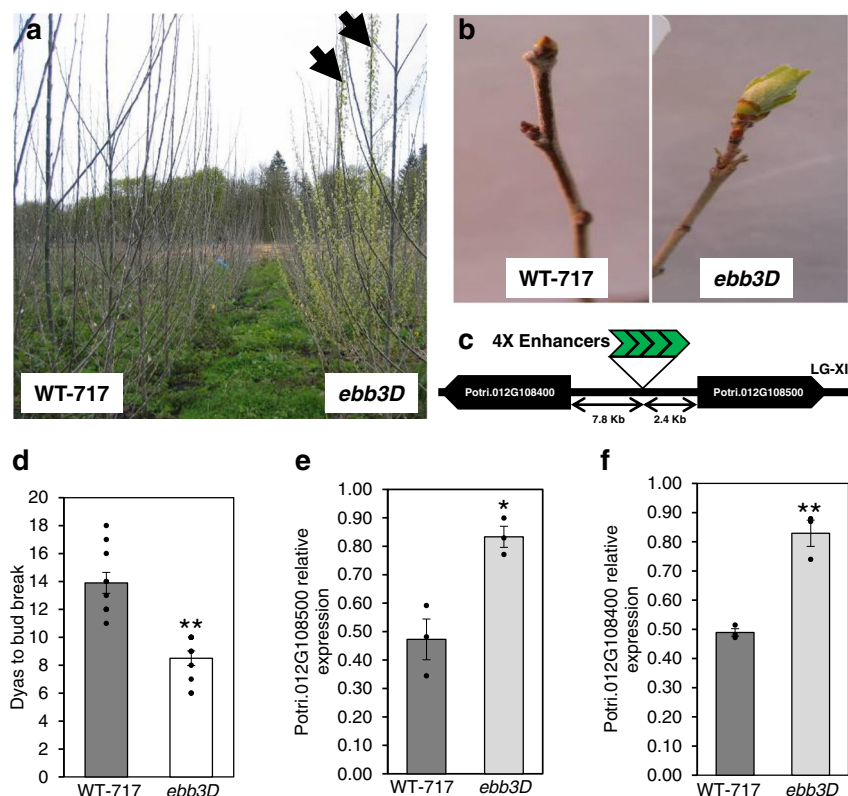 a
WT-717
ebb3D
b
WT-717
ebb3D
c
4X Enhancers
LG-XI
Potri.012G108400
Potri.012G108500
7.8 Kb
2.4 Kb
d
Dyas to bud break
20
18
16
14
12
10
8
6
4
2
0
**
WT-717
ebb3D
e
Potri.012G108500 relative
expression
1.00
0.90
0.80
0.70
0.60
0.50
0.40
0.30
0.20
0.10
0.00
*
WT-717
ebb3D
f
Potri.012G108400 relative
expression
1.00
0.90
0.80
0.70
0.60
0.50
0.40
0.30
0.20
0.10
0.00
**
WT-717
ebb3D